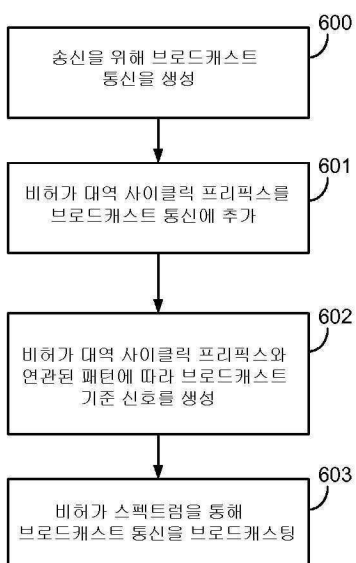 600
송신을 위해 브로드캐스트
통신을 생성
601
비허가 대역 사이클릭 프리픽스를
브로드캐스트 통신에 추가
602
비허가 대역 사이클릭 프리픽스와
연관된 패턴에 따라 브로드캐스트
기준 신호를 생성
603
비허가 스펙트럼을 통해
브로드캐스트 통신을 브로드캐스팅